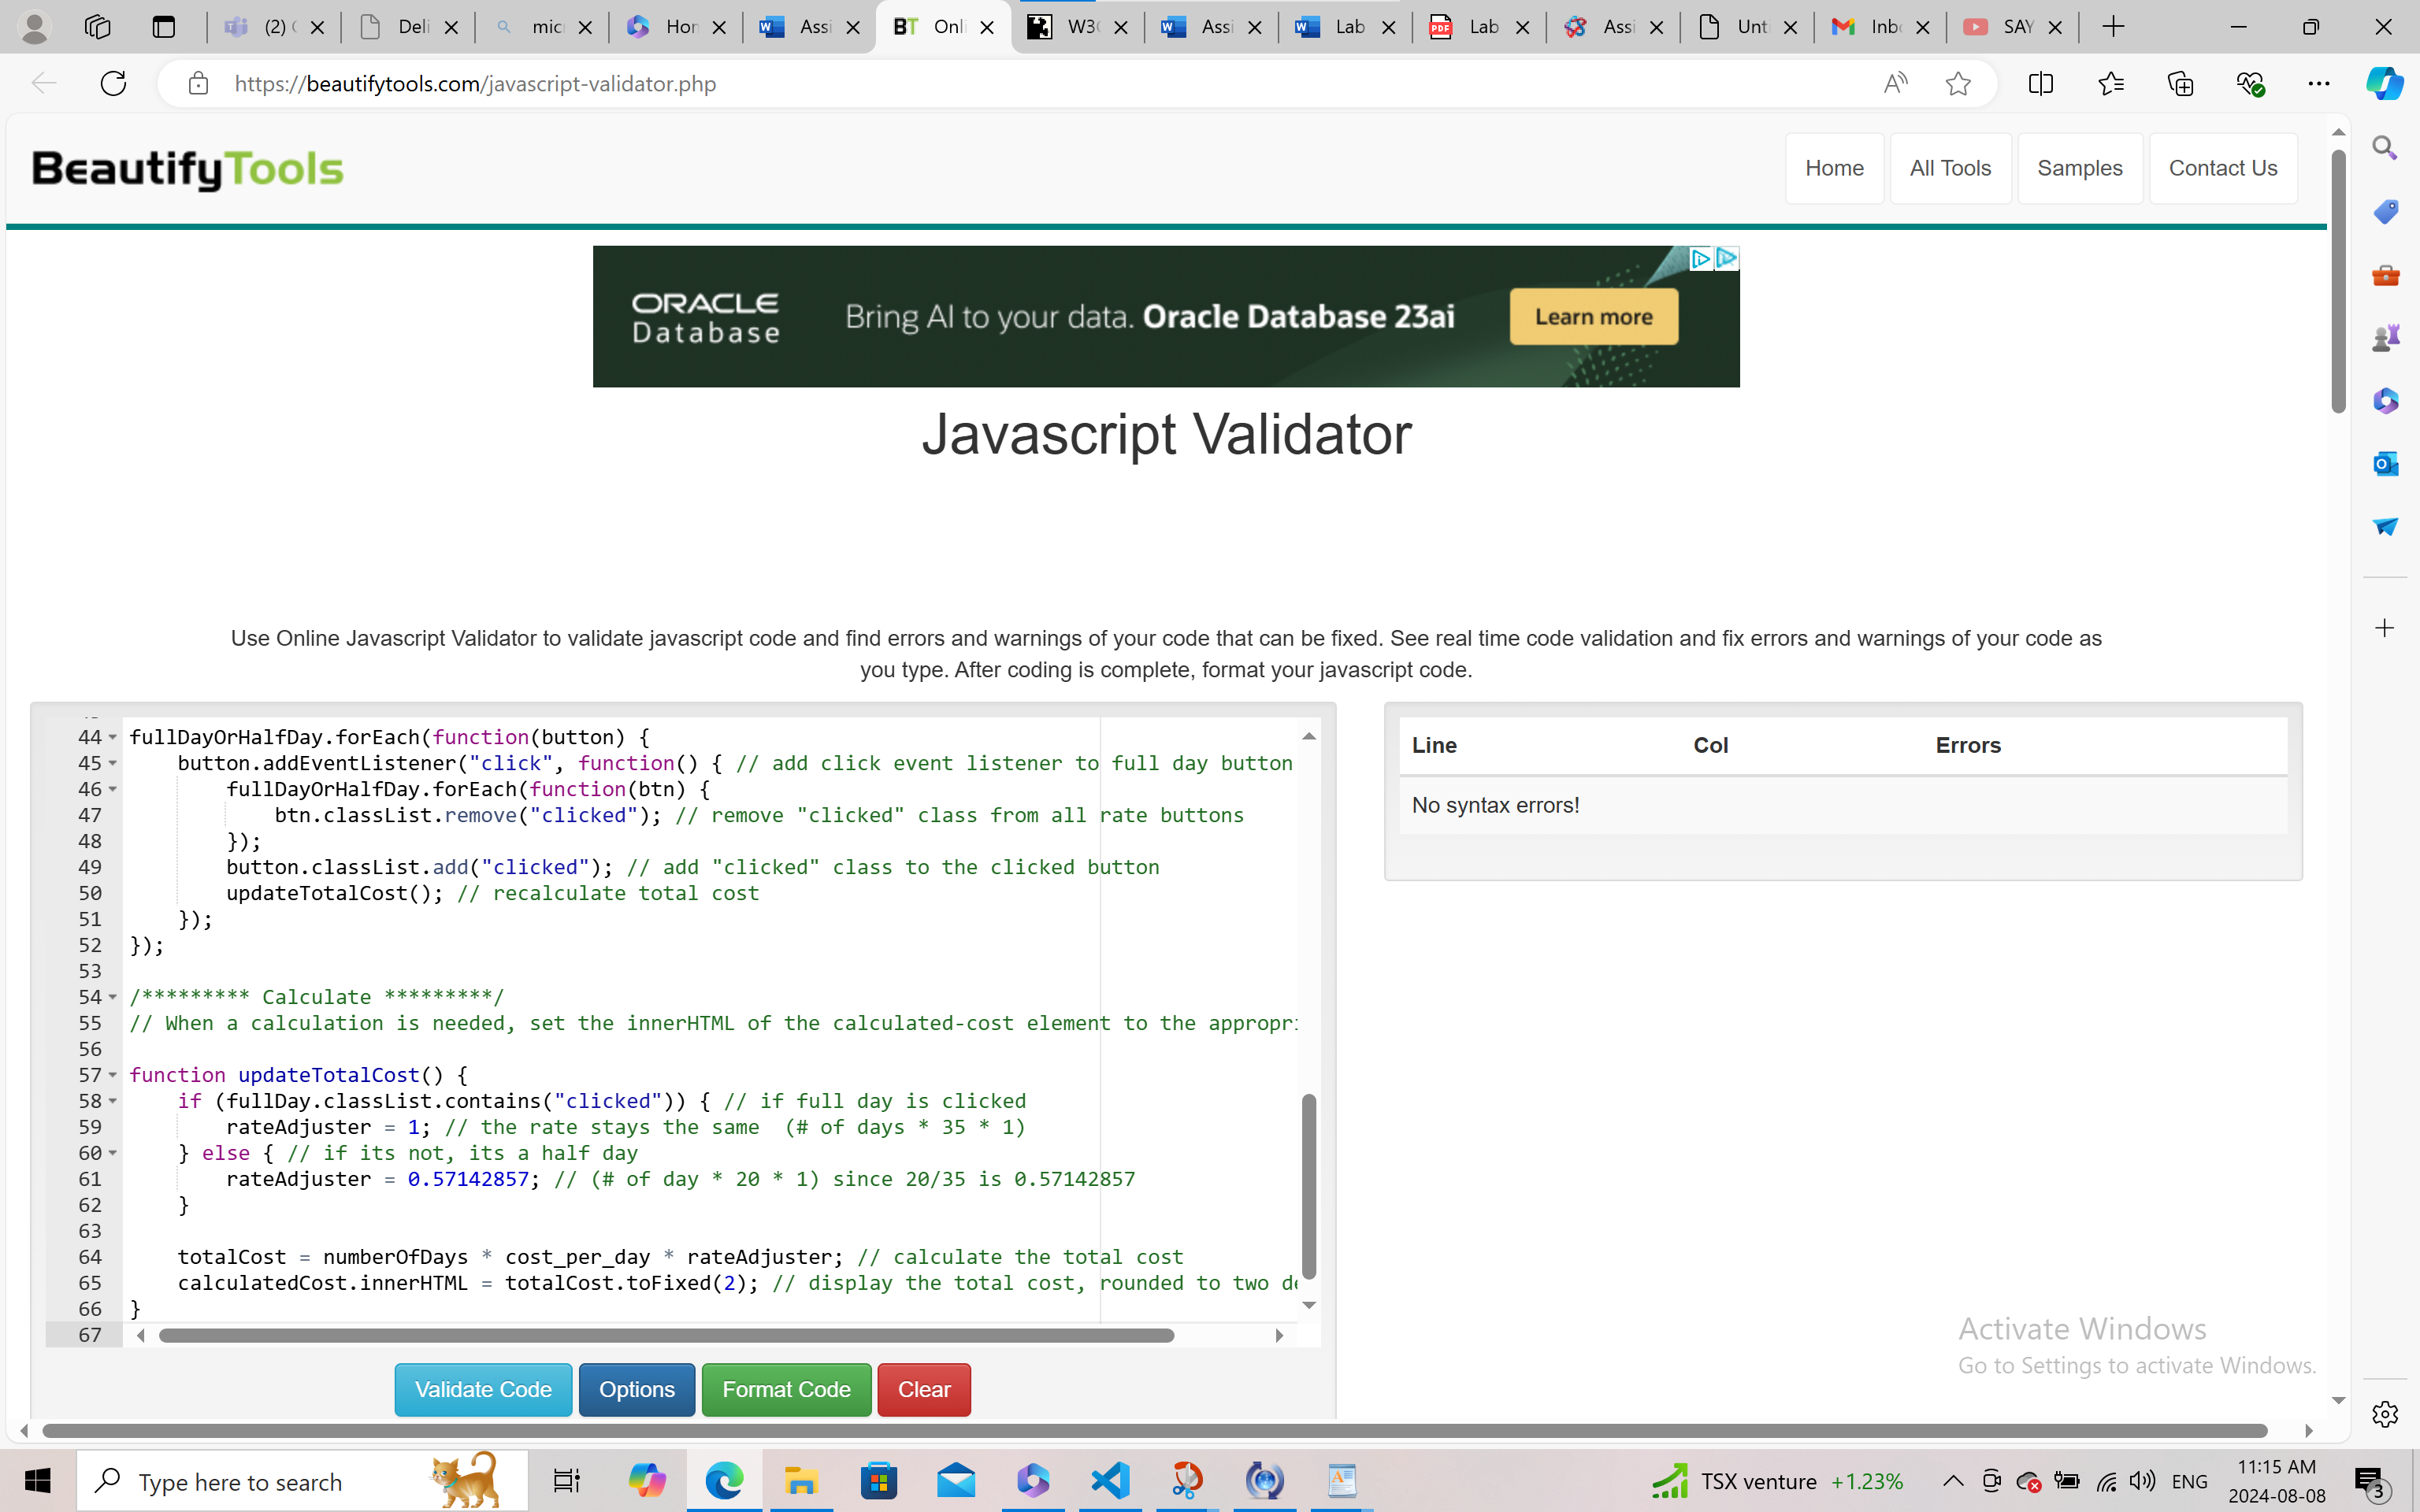 (2) (
Deli
mic
Hon
Assi
Onli
W3C
Assi
Lab
Lab
Assi
Unti
Inb
SAY
https://beautifytools.com/javascript-validator.php
BeautifyTools
Home
All Tools
Samples
Contact Us
ORACLE
Database
Bring AI to your data. Oracle Database 23ai
Learn more
Javascript Validator
Use Online Javascript Validator to validate javascript code and find errors and warnings of your code that can be fixed. See real time code validation and fix errors and warnings of your code as
you type. After coding is complete, format your javascript code.
44 fullDayOrHalfDay.forEach(function(button) {
45     button.addEventListener("click", function() { // add click event listener to full day button
46         fullDayOrHalfDay.forEach(function(btn) {
47             btn.classList.remove("clicked"); // remove "clicked" class from all rate buttons
48         });
49         button.classList.add("clicked"); // add "clicked" class to the clicked button
50         updateTotalCost(); // recalculate total cost
51     });
52 });
53
54 /********* Calculate *********/
55 // When a calculation is needed, set the innerHTML of the calculated-cost element to the appropri
56
57 function updateTotalCost() {
58     if (fullDay.classList.contains("clicked")) { // if full day is clicked
59         rateAdjuster = 1; // the rate stays the same  (# of days * 35 * 1)
60     } else { // if its not, its a half day
61         rateAdjuster = 0.57142857; // (# of day * 20 * 1) since 20/35 is 0.57142857
62     }
63
64     totalCost = numberOfDays * cost_per_day * rateAdjuster; // calculate the total cost
65     calculatedCost.innerHTML = totalCost.toFixed(2); // display the total cost, rounded to two de
66 }
67
Line Col Errors
No syntax errors!
Validate Code
Options
Format Code
Clear
Activate Windows
Go to Settings to activate Windows.
Type here to search
TSX venture +1.23%
ENG
11:15 AM
2024-08-08
3